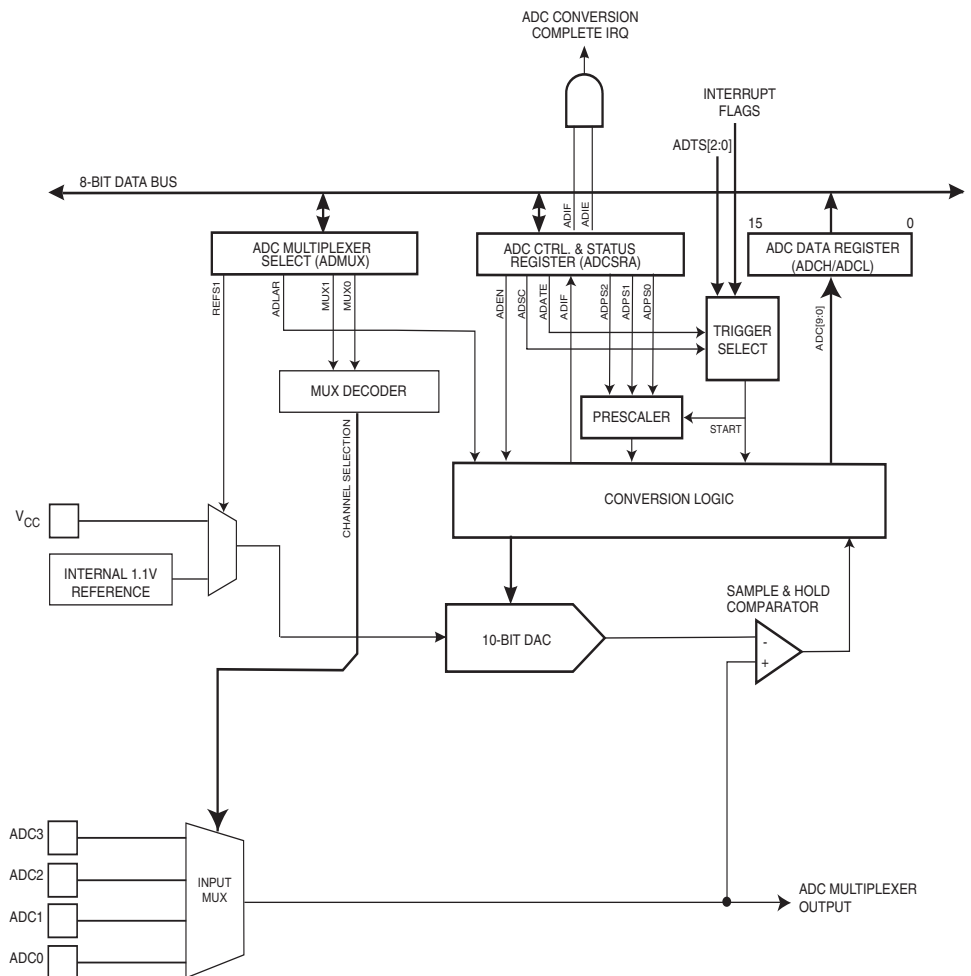 ADC CONVERSION
COMPLETE IRQ
INTERRUPT
FLAGS
ADTS[2:0]
8-BIT DATA BUS
ADIF
ADIE
15
0
ADC MULTIPLEXER
SELECT (ADMUX)
ADC CTRL. & STATUS
REGISTER (ADCSRA)
ADC DATA REGISTER
(ADCH/ADCL)
REFS1
ADLAR
MUX1
MUX0
ADEN
ADSC
ADATE
ADIF
ADPS2
ADPS1
ADPS0
ADC[9:0]
TRIGGER
SELECT
MUX DECODER
PRESCALER
START
CHANNEL SELECTION
CONVERSION LOGIC
VCC
INTERNAL 1.1V
REFERENCE
SAMPLE & HOLD
COMPARATOR
10-BIT DAC
-
+
ADC3
ADC2
ADC1
ADC0
INPUT
MUX
ADC MULTIPLEXER
OUTPUT